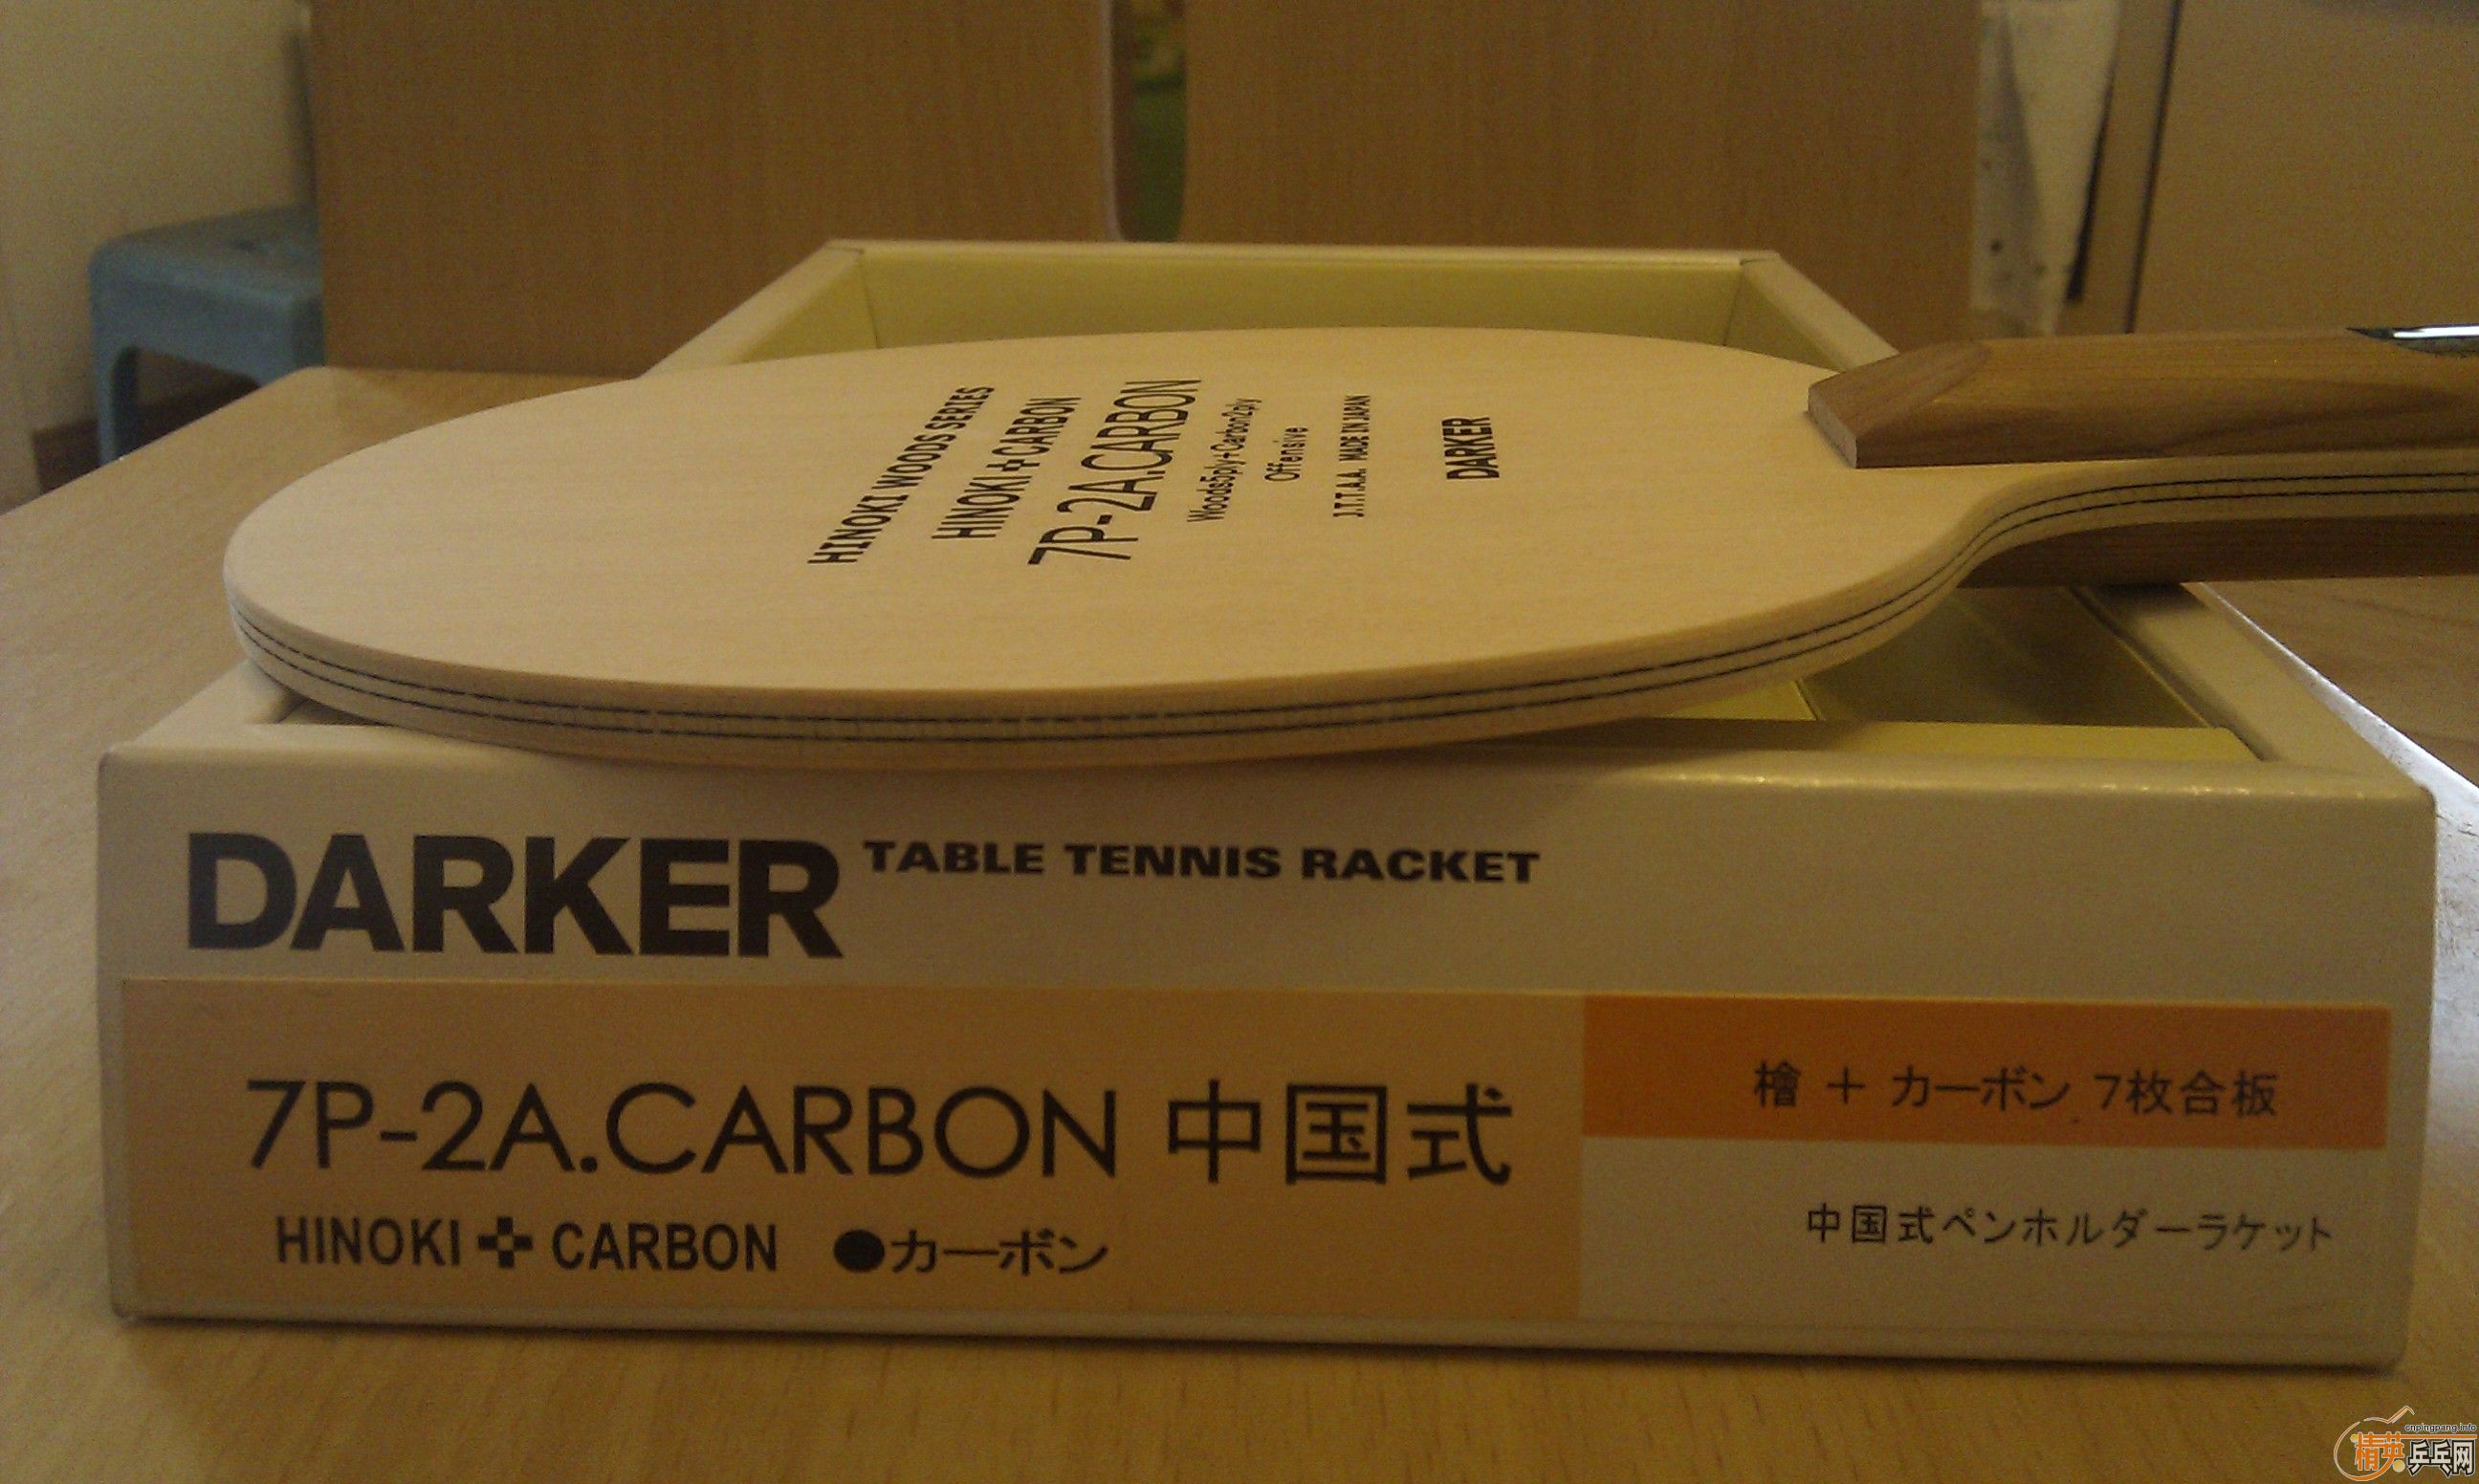 HINOKI WOODS SERIES
HINOKI+CARBON
7P-2A.CARBON
Woods5ply+Carbon2ply
Offensive
J.T.T.A.A. MADE IN JAPAN
DARKER
DARKER TABLE TENNIS RACKET
7P-2A.CARBON 中国式
HINOKI + CARBON ●カーボン
檜 + カーボン 7枚合板
中国式ペンホルダーラケット
cnpingpang.info
精英乒乓网